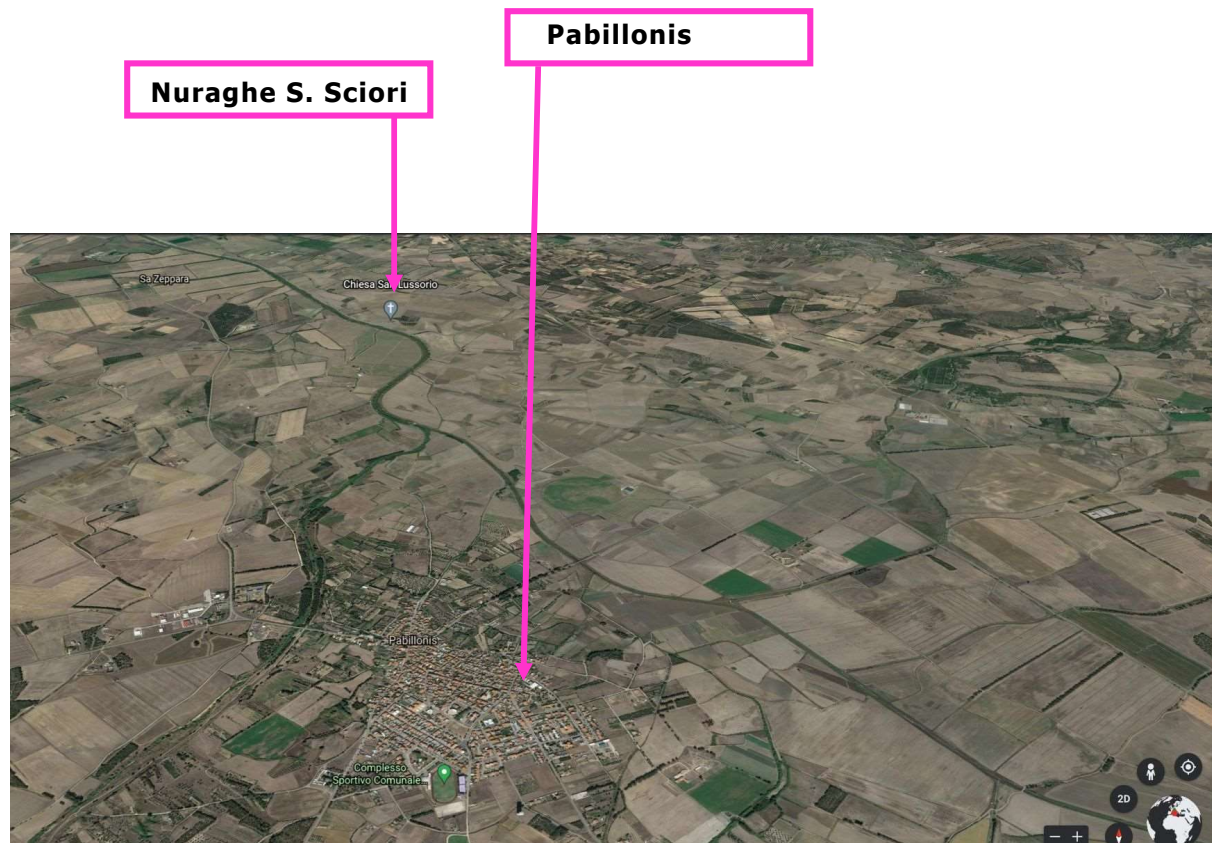 Pabillonis
Nuraghe S. Sciori
Sa Zeppara
Chiesa San Lussorio
Pabillonis
Complesso
Sportivo Comunale
2D